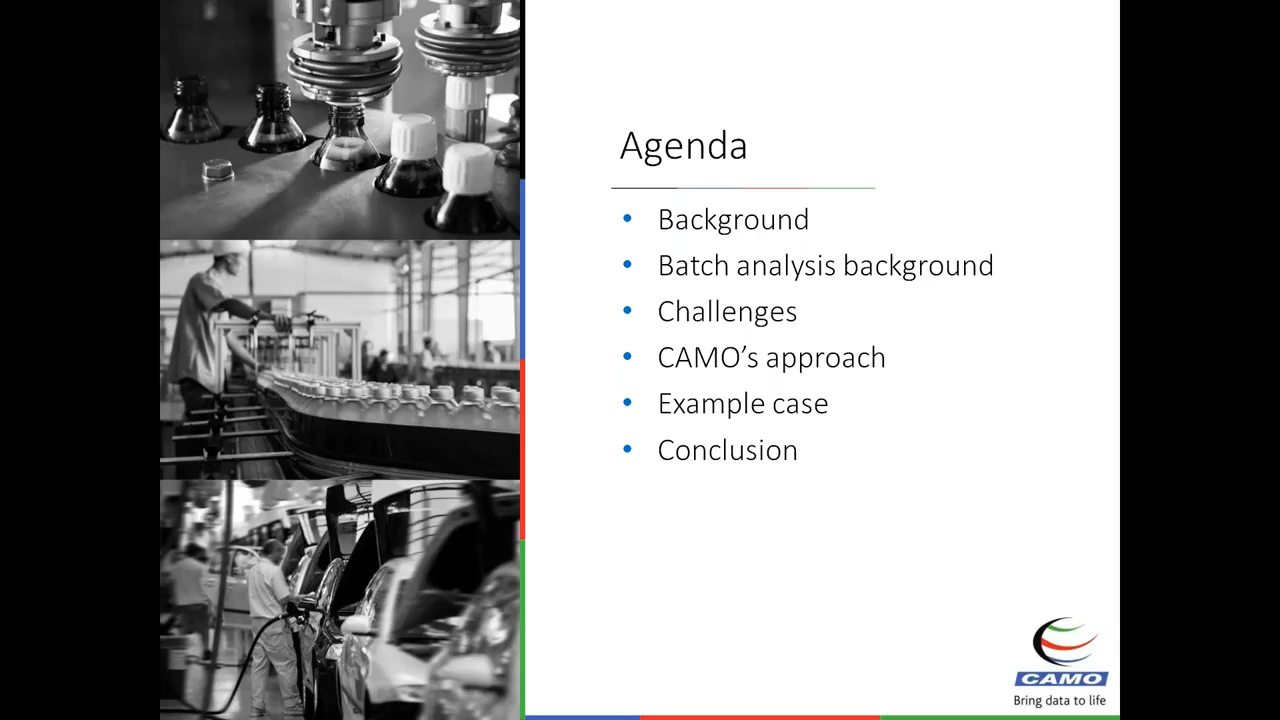 Agenda
• Background
• Batch analysis background
• Challenges
• CAMO’s approach
• Example case
• Conclusion
CAMO
Bring data to life